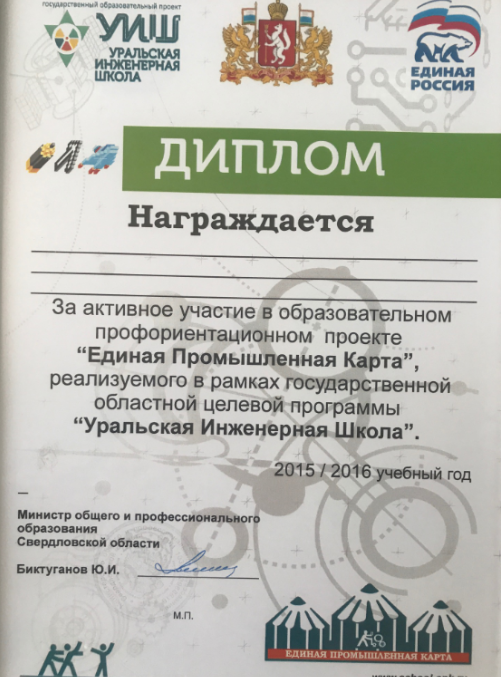 государственный образовательный проект
УИШ
УРАЛЬСКАЯ
ИНЖЕНЕРНАЯ
ШКОЛА
ЕДИНАЯ
РОССИЯ
ДИПЛОМ
Награждается
За активное участие в образовательном
профориентационном проекте
“Единая Промышленная Карта”,
реализуемого в рамках государственной
областной целевой программы
“Уральская Инженерная Школа”.
2015 / 2016 учебный год
Министр общего и профессионального
образования
Свердловской области
Биктуганов Ю.И.
М.П.
ЕДИНАЯ ПРОМЫШЛЕННАЯ КАРТА